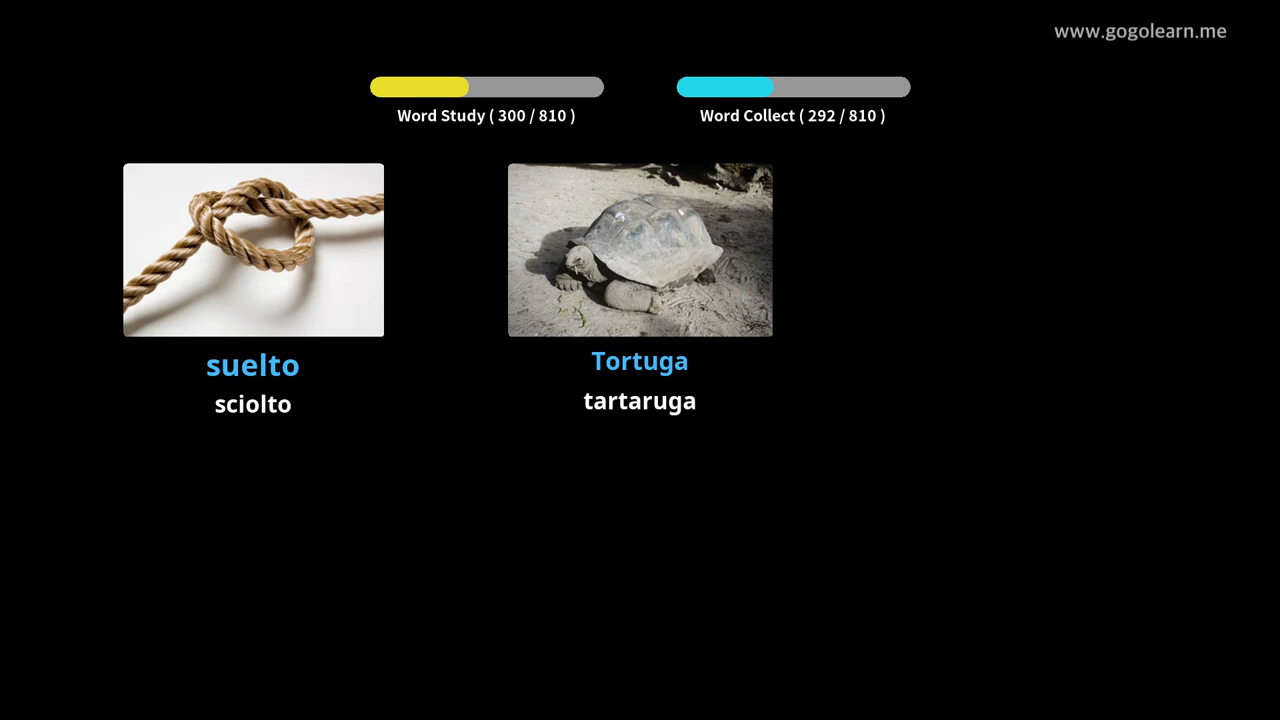 www.gogolearn.me
Word Study ( 300 / 810 )
Word Collect ( 292 / 810 )
suelto
sciolto
Tortuga
tartaruga